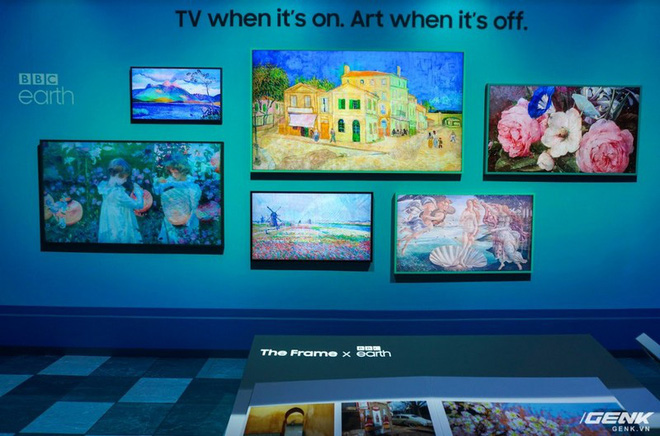 TV when it's on. Art when it's off.
BBC
earth
The Frame x BBC earth
GENK
GENK.VN